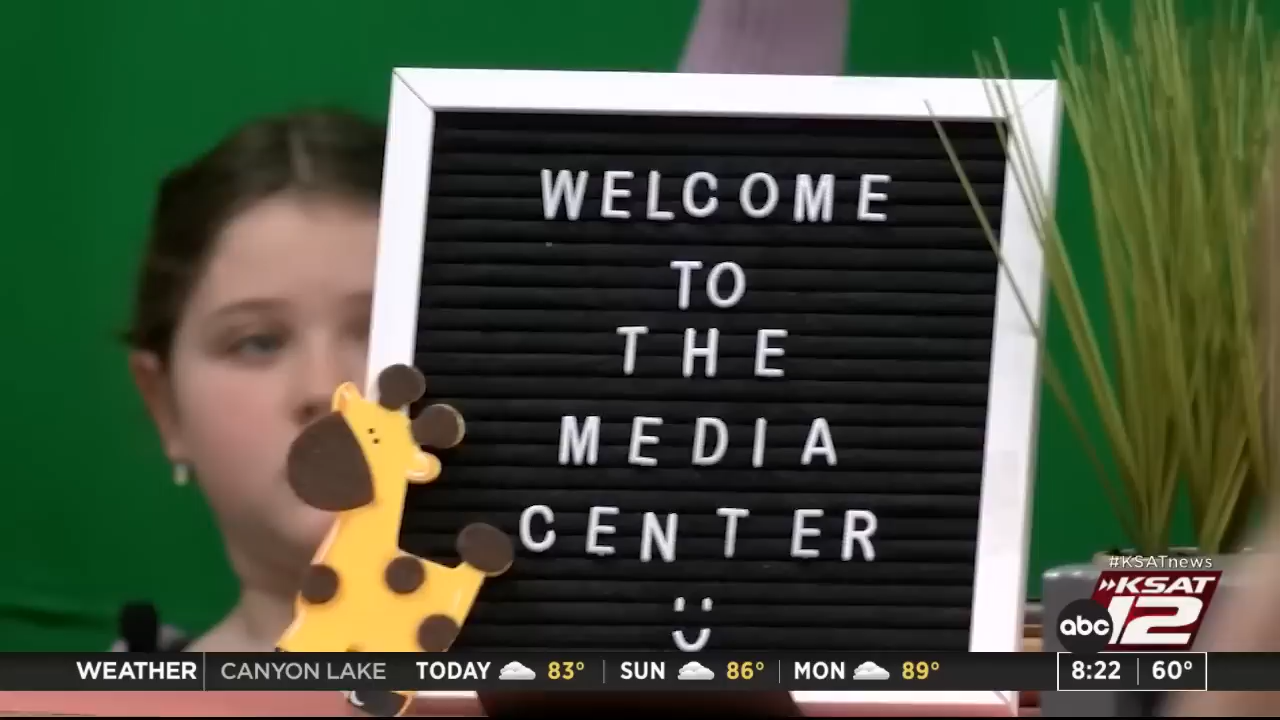 WELCOME
TO
THE
MEDIA
CENTER
#KSATnews
KSAT
abc 12
WEATHER CANYON LAKE TODAY 83° SUN 86° MON 89° 8:22 60°